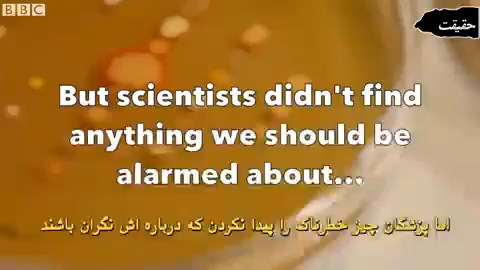 BBC
حقیقت
But scientists didn't find
anything we should be
alarmed about...
اما پزشکان چیز خطرناک را پیدا نکردن که درباره اش نگران باشند